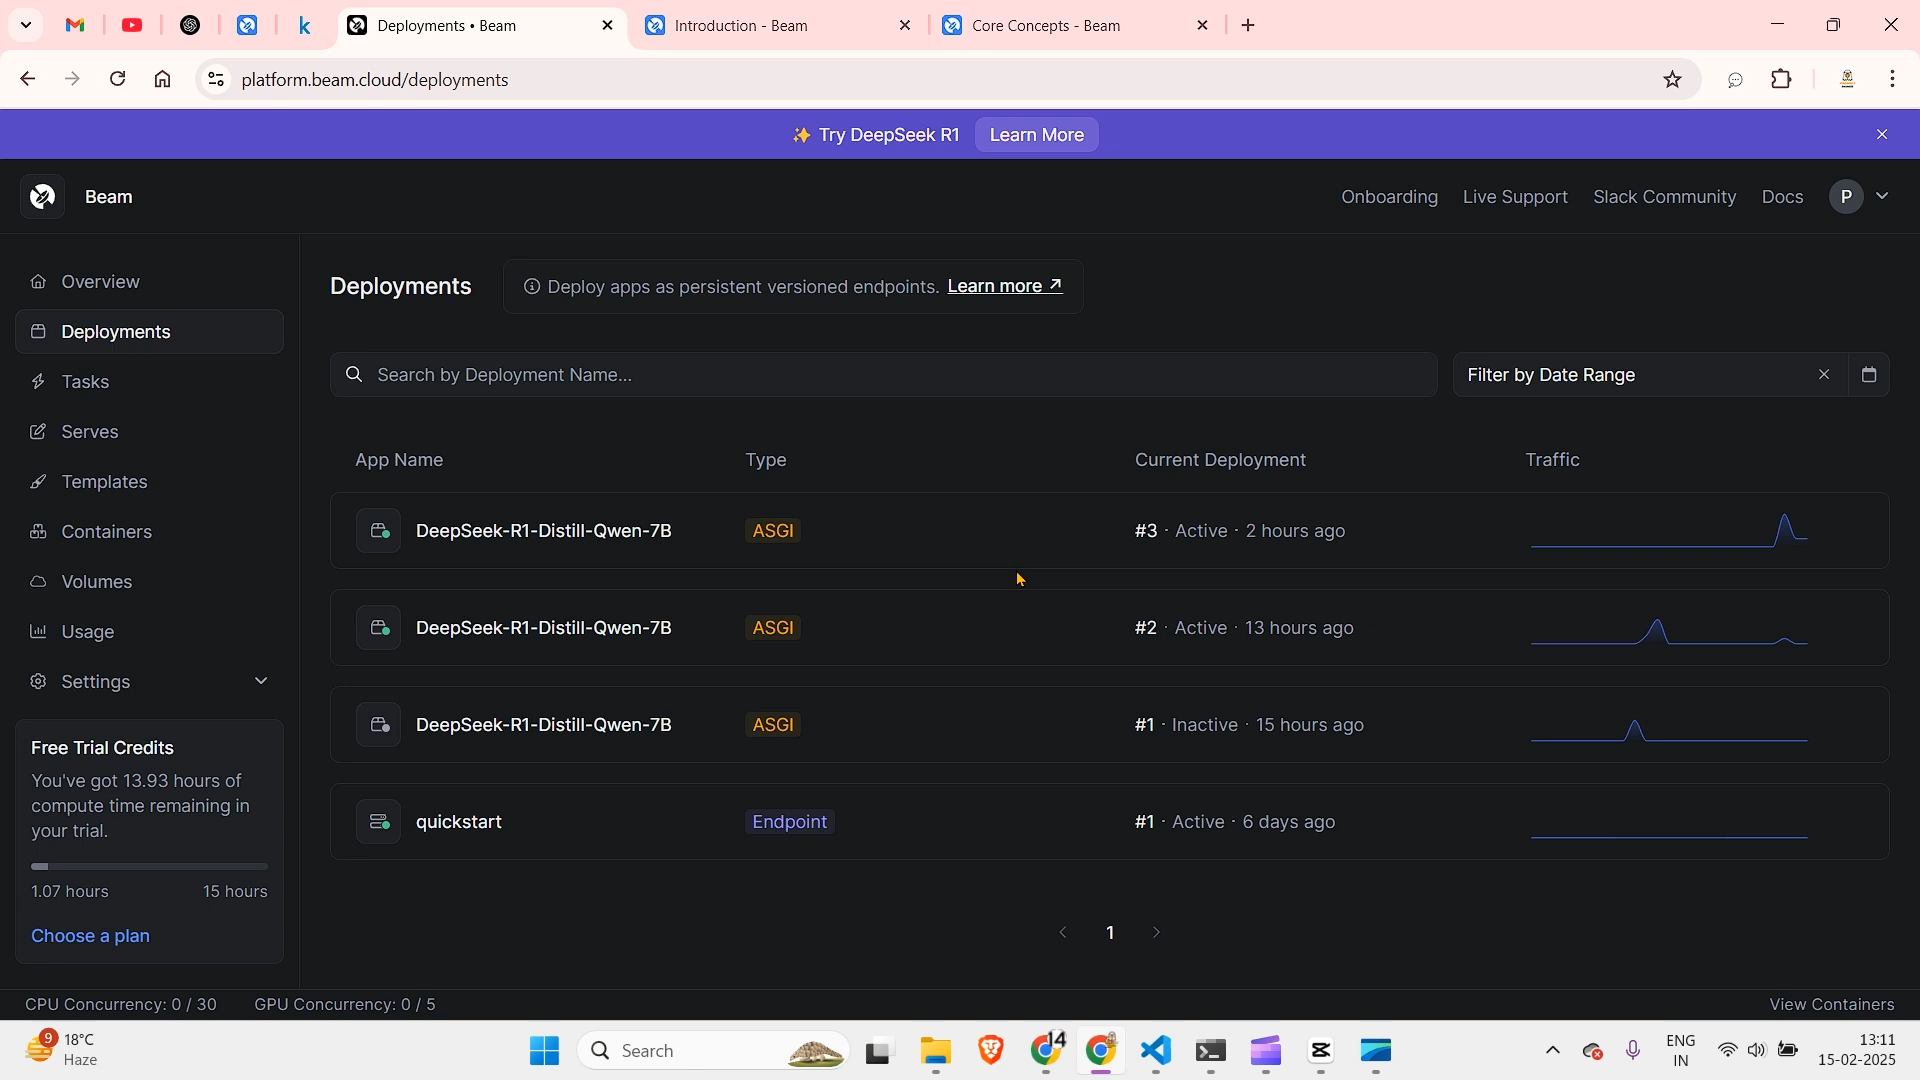 Deployments • Beam
Introduction - Beam
Core Concepts - Beam
platform.beam.cloud/deployments
✨ Try DeepSeek R1 Learn More
Beam
Onboarding Live Support Slack Community Docs P
Overview
Deployments
Tasks
Serves
Templates
Containers
Volumes
Usage
Settings
Free Trial Credits
You've got 13.93 hours of
compute time remaining in
your trial.
1.07 hours 15 hours
Choose a plan
Deployments
Deploy apps as persistent versioned endpoints. Learn more ↗
Search by Deployment Name...
Filter by Date Range
App Name Type Current Deployment Traffic
DeepSeek-R1-Distill-Qwen-7B ASGI #3 · Active · 2 hours ago
DeepSeek-R1-Distill-Qwen-7B ASGI #2 · Active · 13 hours ago
DeepSeek-R1-Distill-Qwen-7B ASGI #1 · Inactive · 15 hours ago
quickstart Endpoint #1 · Active · 6 days ago
1
CPU Concurrency: 0 / 30 GPU Concurrency: 0 / 5 View Containers
9 18°C
Haze
Search
14
ENG
IN
13:11
15-02-2025